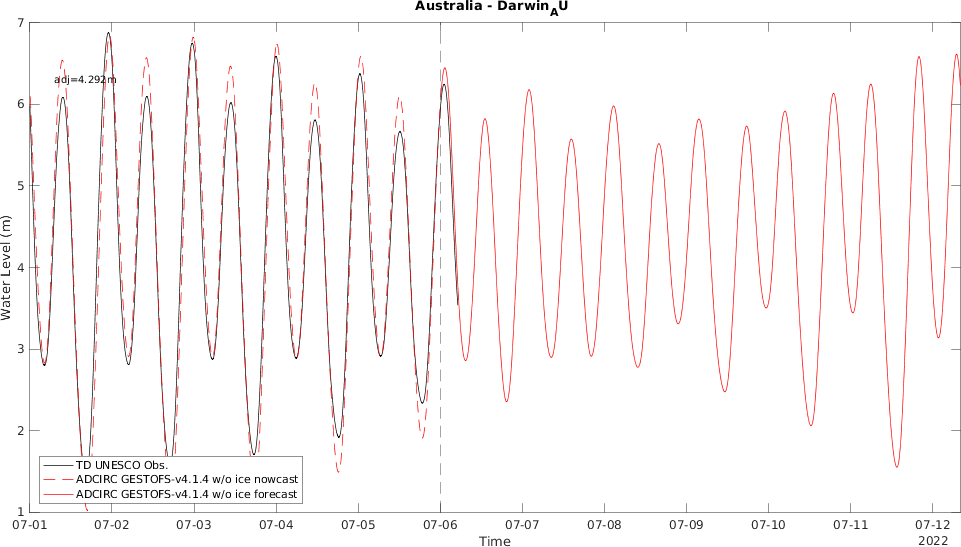 Australia - Darwin_AU
7
6
5
4
3
2
1
Water Level (m)
adj=4.292m
TD UNESCO Obs.
ADCIRC GESTOFS-v4.1.4 w/o ice nowcast
ADCIRC GESTOFS-v4.1.4 w/o ice forecast
07-01 07-02 07-03 07-04 07-05 07-06 07-07 07-08 07-09 07-10 07-11 07-12
Time
2022